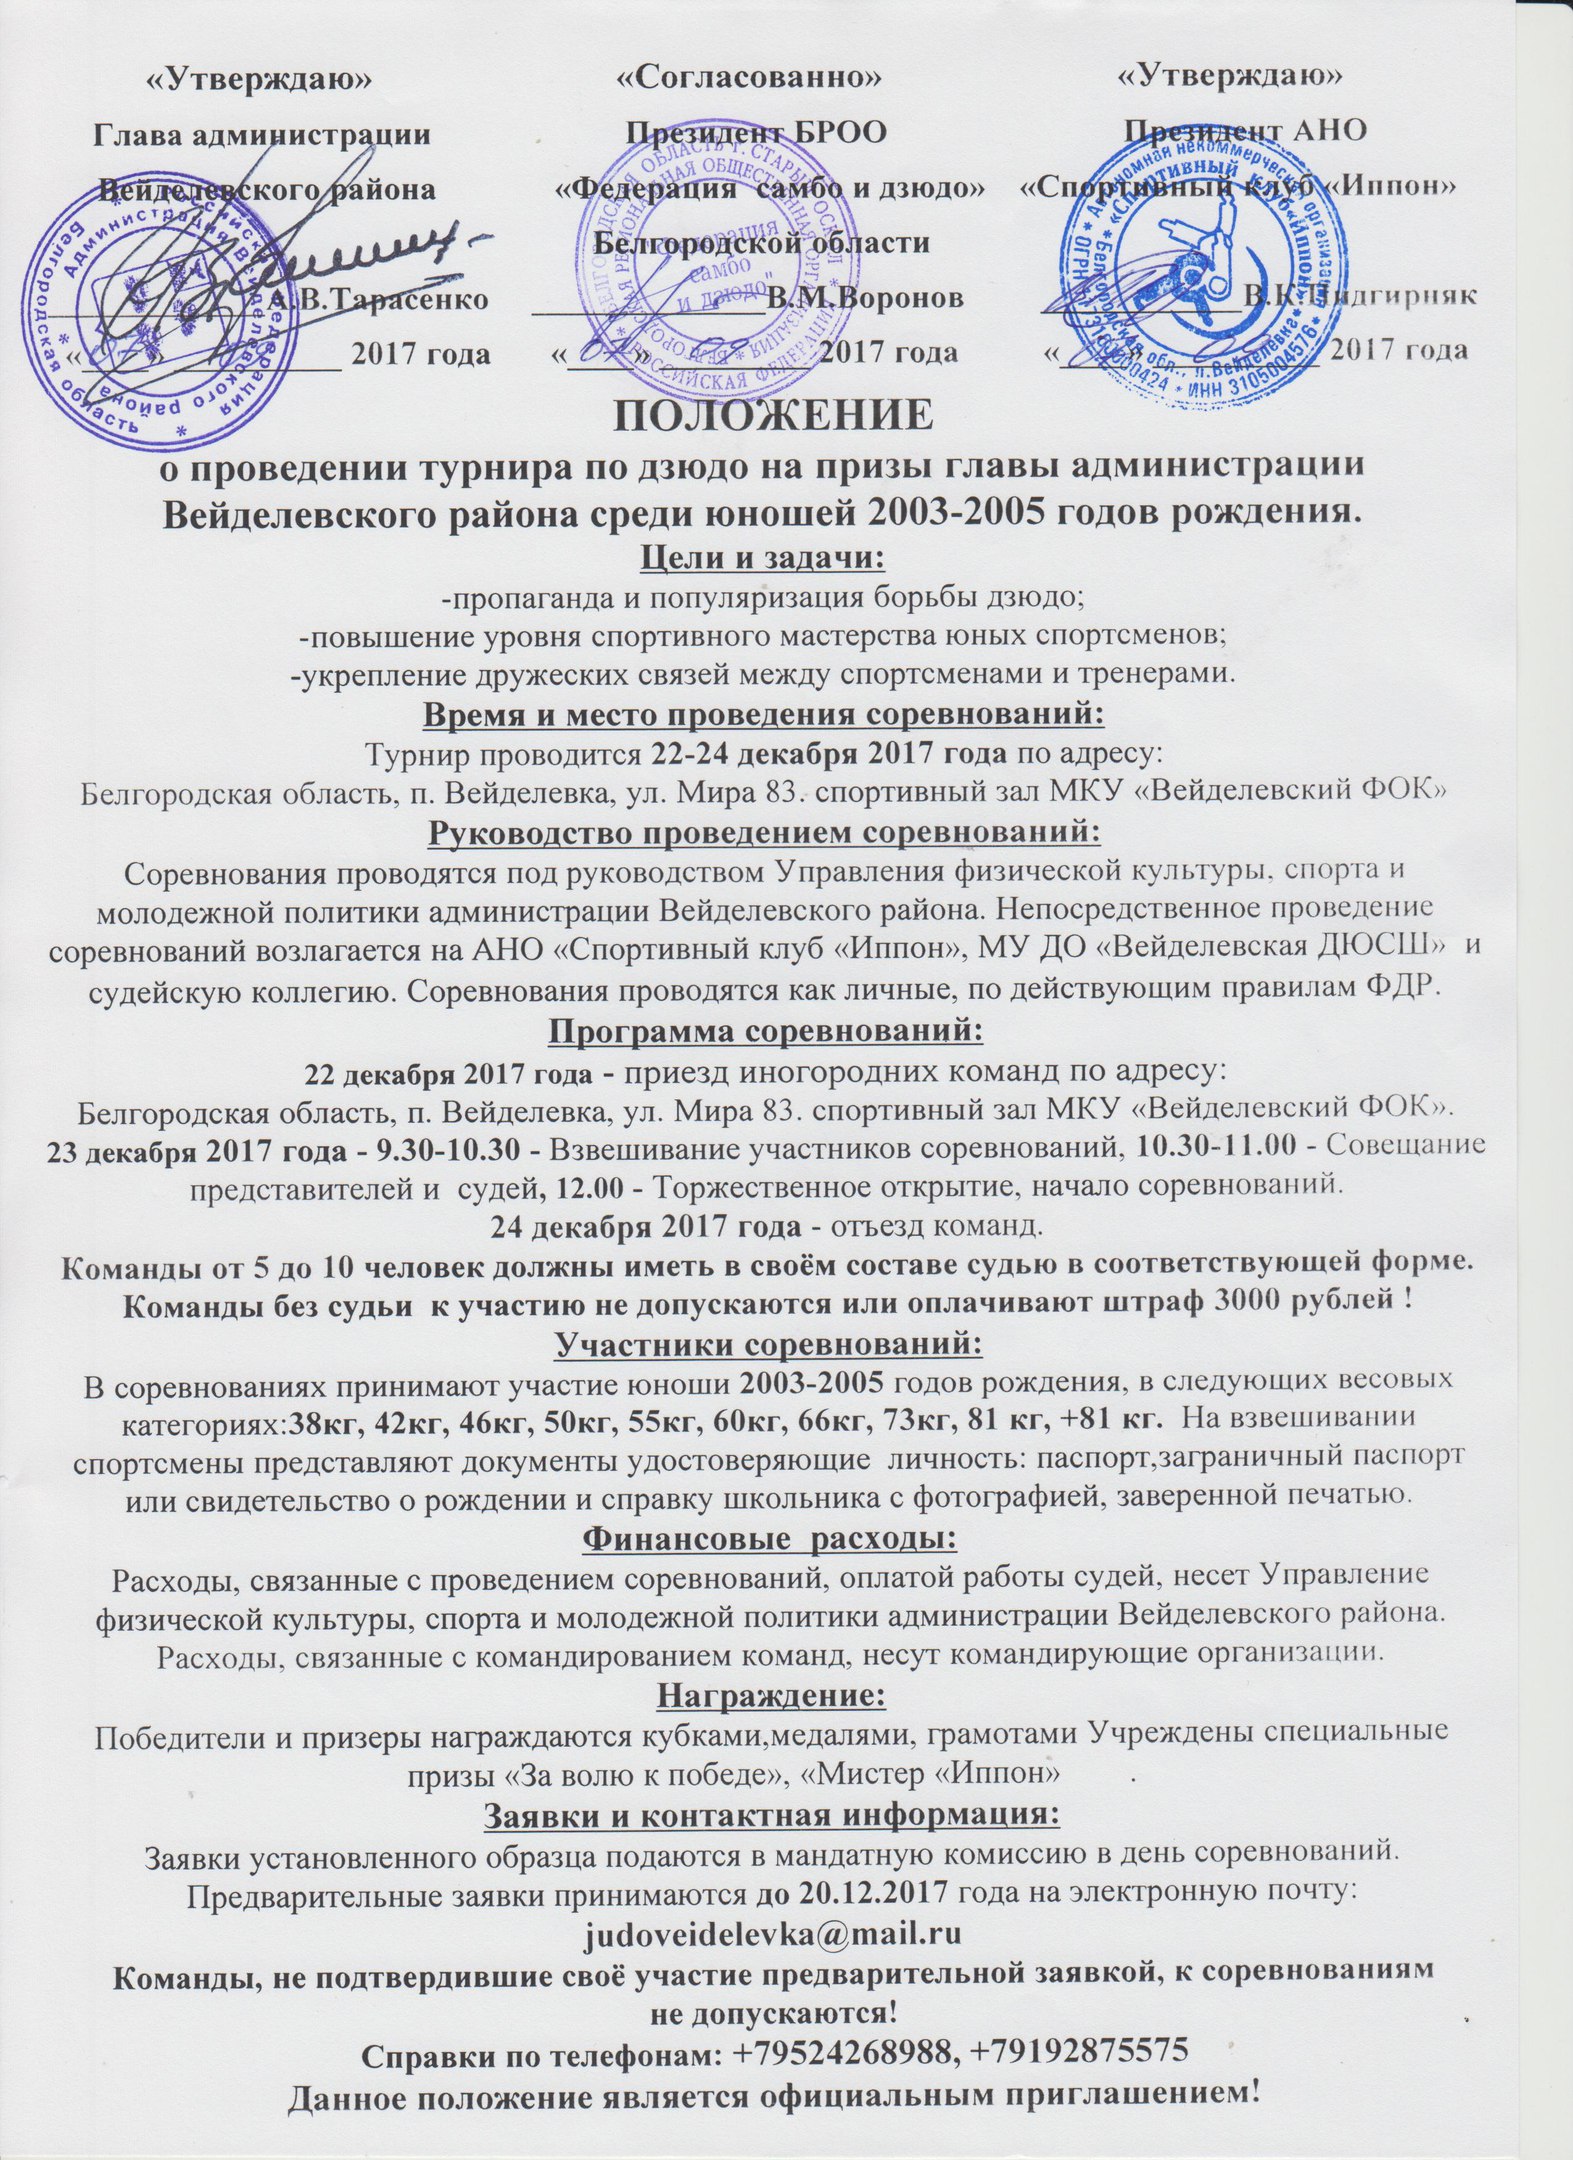 «Утверждаю» «Согласованно» «Утверждаю»
Глава администрации Президент БРОО Президент АНО
Вейделевского района «Федерация самбо и дзюдо» «Спортивный клуб «Иппон»
Белгородской области
А.В.Тарасенко В.М.Воронов В.К.Пидгирняк
« » 2017 года « » 2017 года « » 2017 года
ПОЛОЖЕНИЕ
о проведении турнира по дзюдо на призы главы администрации
Вейделевского района среди юношей 2003-2005 годов рождения.
Цели и задачи:
-пропаганда и популяризация борьбы дзюдо;
-повышение уровня спортивного мастерства юных спортсменов;
-укрепление дружеских связей между спортсменами и тренерами.
Время и место проведения соревнований:
Турнир проводится 22-24 декабря 2017 года по адресу:
Белгородская область, п. Вейделевка, ул. Мира 83. спортивный зал МКУ «Вейделевский ФОК»
Руководство проведением соревнований:
Соревнования проводятся под руководством Управления физической культуры, спорта и
молодежной политики администрации Вейделевского района. Непосредственное проведение
соревнований возлагается на АНО «Спортивный клуб «Иппон», МУ ДО «Вейделевская ДЮСШ» и
судейскую коллегию. Соревнования проводятся как личные, по действующим правилам ФДР.
Программа соревнований:
22 декабря 2017 года - приезд иногородних команд по адресу:
Белгородская область, п. Вейделевка, ул. Мира 83. спортивный зал МКУ «Вейделевский ФОК».
23 декабря 2017 года - 9.30-10.30 - Взвешивание участников соревнований, 10.30-11.00 - Совещание
представителей и судей, 12.00 - Торжественное открытие, начало соревнований.
24 декабря 2017 года - отъезд команд.
Команды от 5 до 10 человек должны иметь в своём составе судью в соответствующей форме.
Команды без судьи к участию не допускаются или оплачивают штраф 3000 рублей !
Участники соревнований:
В соревнованиях принимают участие юноши 2003-2005 годов рождения, в следующих весовых
категориях:38кг, 42кг, 46кг, 50кг, 55кг, 60кг, 66кг, 73кг, 81 кг, +81 кг. На взвешивании
спортсмены представляют документы удостоверяющие личность: паспорт,заграничный паспорт
или свидетельство о рождении и справку школьника с фотографией, заверенной печатью.
Финансовые расходы:
Расходы, связанные с проведением соревнований, оплатой работы судей, несет Управление
физической культуры, спорта и молодежной политики администрации Вейделевского района.
Расходы, связанные с командированием команд, несут командирующие организации.
Награждение:
Победители и призеры награждаются кубками,медалями, грамотами Учреждены специальные
призы «За волю к победе», «Мистер «Иппон» .
Заявки и контактная информация:
Заявки установленного образца подаются в мандатную комиссию в день соревнований.
Предварительные заявки принимаются до 20.12.2017 года на электронную почту:
judoveidelevka@mail.ru
Команды, не подтвердившие своё участие предварительной заявкой, к соревнованиям
не допускаются!
Справки по телефонам: +79524268988, +79192875575
Данное положение является официальным приглашением!